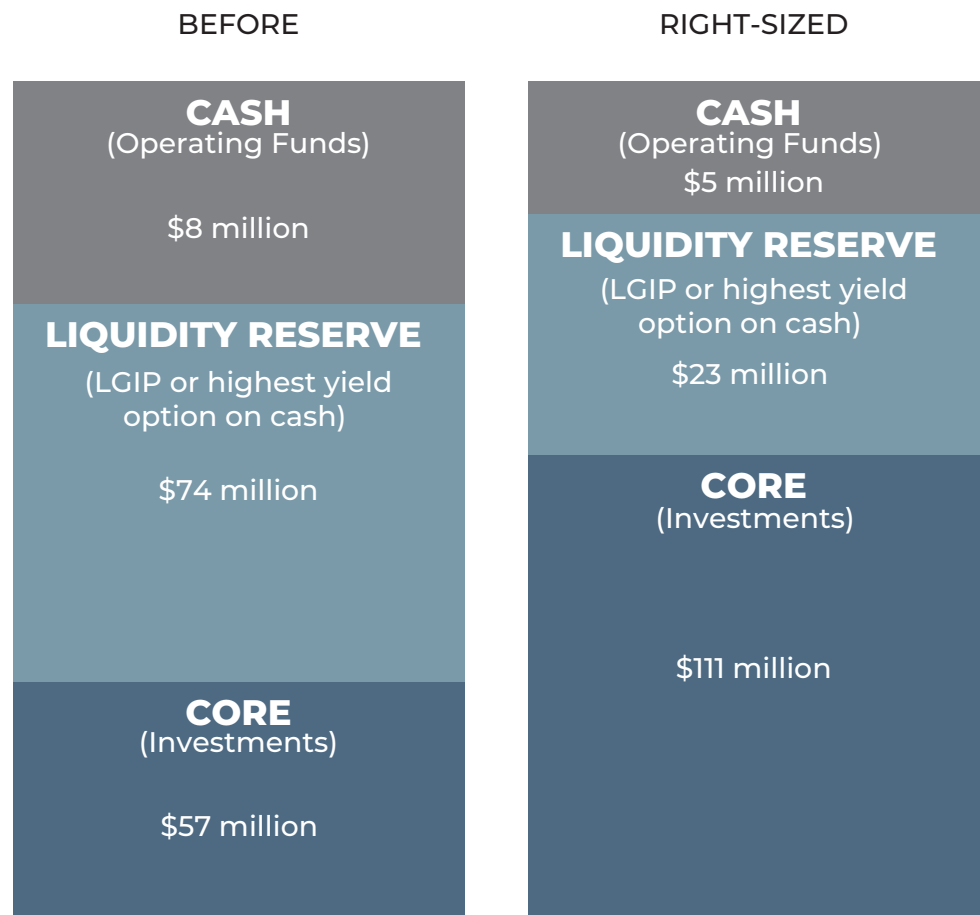 BEFORE
CASH
(Operating Funds)
$8 million
LIQUIDITY RESERVE
(LGIP or highest yield
option on cash)
$74 million
CORE
(Investments)
$57 million
RIGHT-SIZED
CASH
(Operating Funds)
$5 million
LIQUIDITY RESERVE
(LGIP or highest yield
option on cash)
$23 million
CORE
(Investments)
$111 million